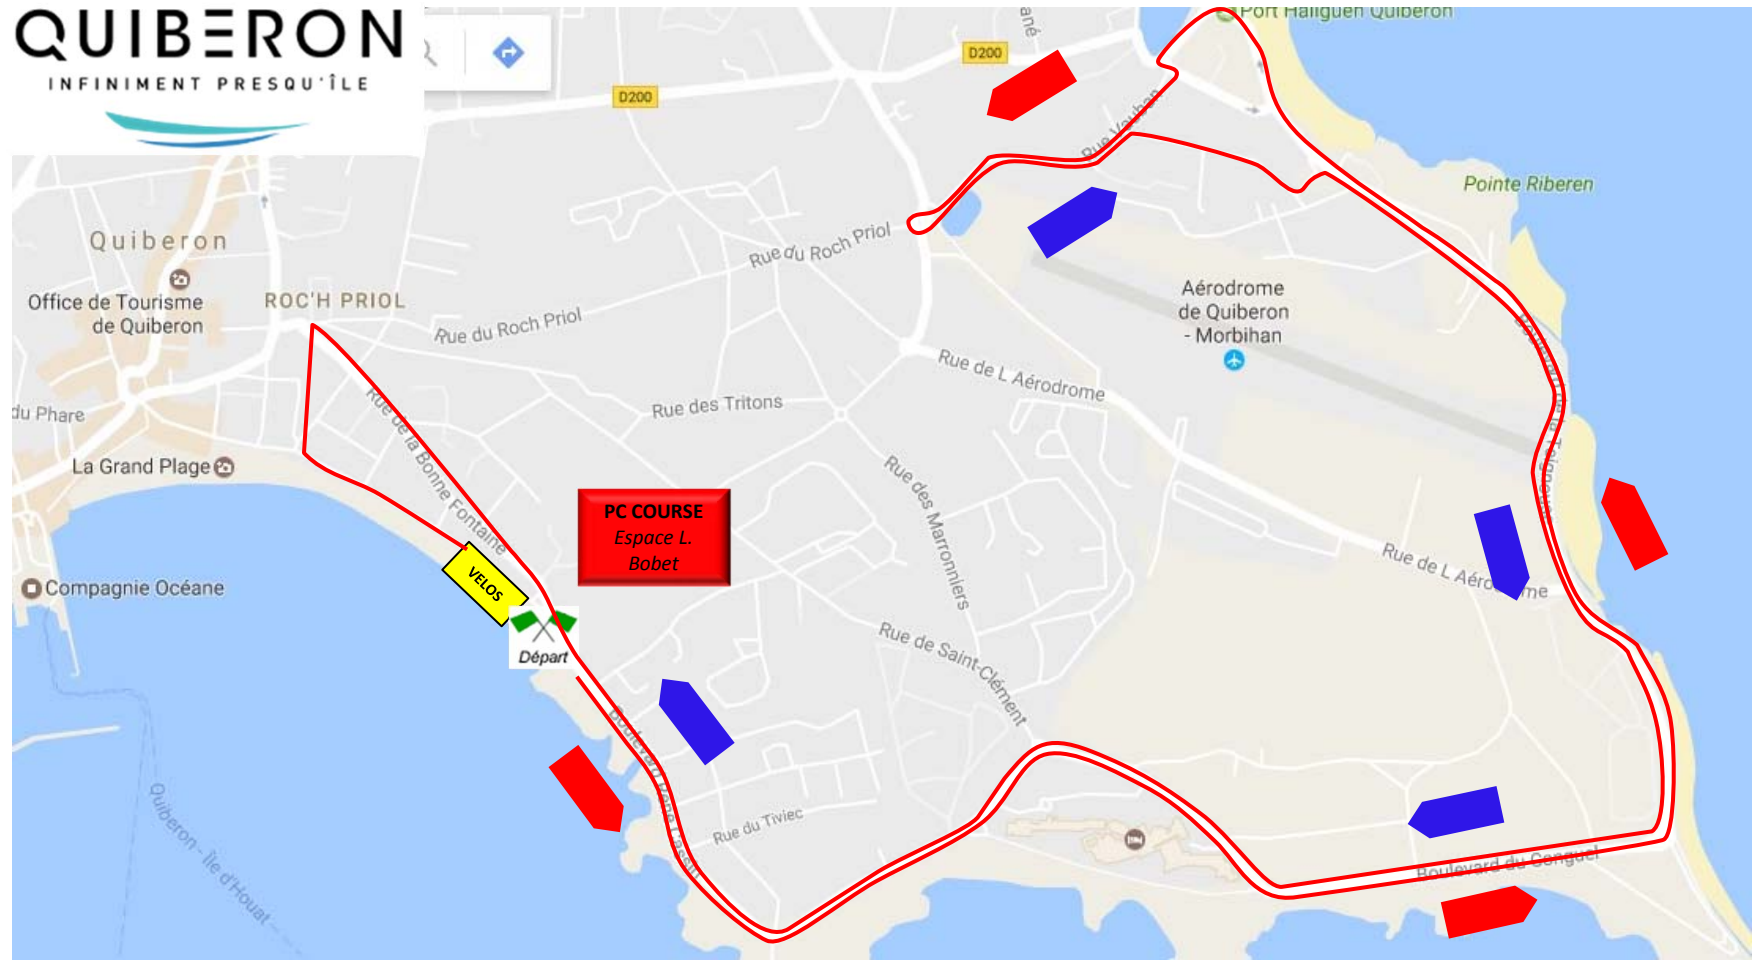 QUIBERON
INFINIMENT PRESQU'ÎLE
Port Haliguen Quiberon
ané
D200
D200
Rue Vauban
Pointe Riberen
Quiberon
Rue du Roch Priol
Office de Tourisme
de Quiberon
ROC'H PRIOL
Aérodrome
de Quiberon
- Morbihan
Rue du Roch Priol
Rue de L Aérodrome
Rue des Tritons
du Phare
Rue de la Bonne Fontaine
La Grand Plage
Rue des Marronniers
PC COURSE
Espace L.
Bobet
Rue de L Aérodrome
VELOS
Compagnie Océane
Départ
Rue de Saint-Clément
Boulevard René Cassin
Rue du Tiviec
Quiberon - Île d'Houat
Boulevard du Conguel